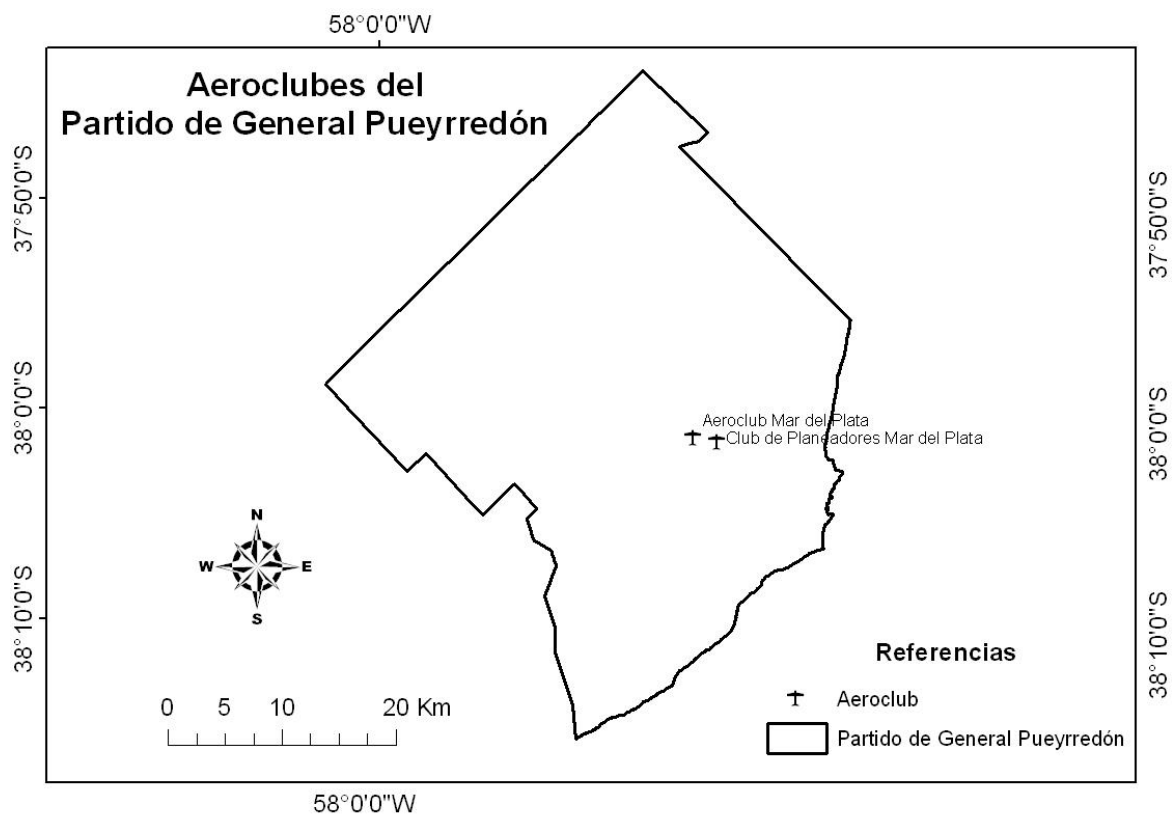 58°0'0"W
Aeroclubes del
Partido de General Pueyrredón
37°50'0"S
37°50'0"S
38°0'0"S
38°0'0"S
Aeroclub Mar del Plata
Club de Planeadores Mar del Plata
N
W
E
S
38°10'0"S
38°10'0"S
Referencias
Aeroclub
Partido de General Pueyrredón
0 5 10 20 Km
58°0'0"W